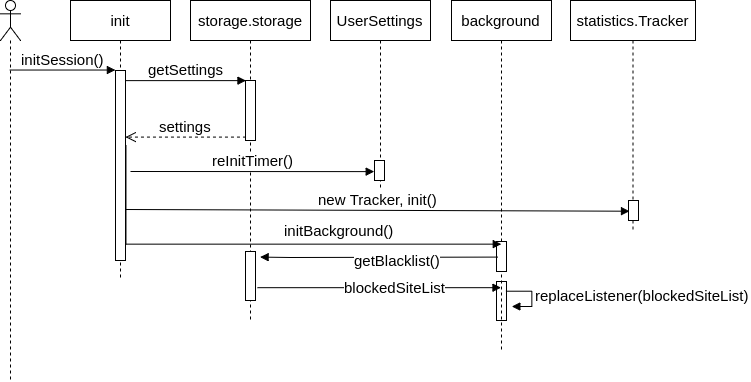 init
storage.storage
UserSettings
background
statistics.Tracker
initSession()
getSettings
settings
reInitTimer()
new Tracker, init()
initBackground()
getBlacklist()
blockedSiteList
replaceListener(blockedSiteList)